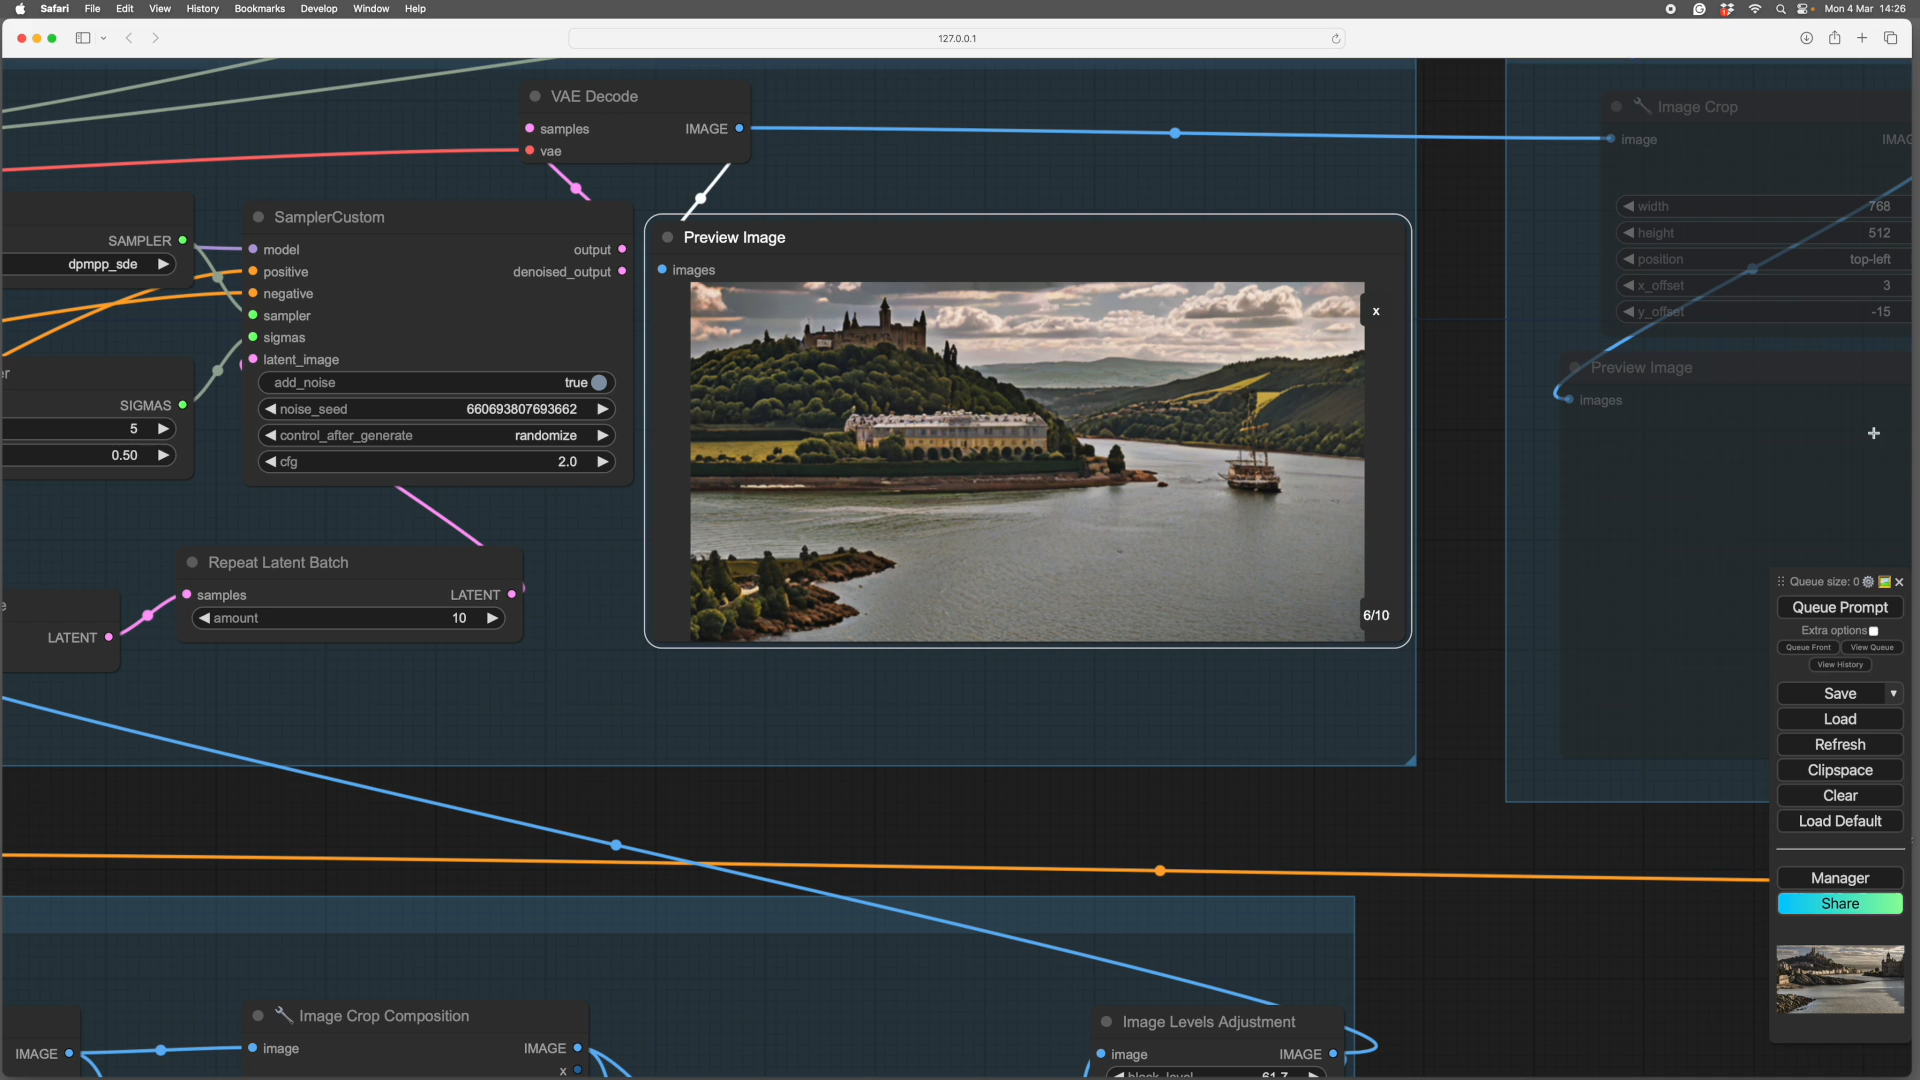 Safari File Edit View History Bookmarks Develop Window Help
Mon 4 Mar 14:26
127.0.0.1
VAE Decode
samples IMAGE
vae
SAMPLER
dpmpp_sde
SIGMAS
5
0.50
SamplerCustom
model output
positive denoised_output
negative
sampler
sigmas
latent_image
add_noise true
noise_seed 660693807693662
control_after_generate randomize
cfg 2.0
Preview Image
images
x
6/10
Image Crop
image
width 768
height 512
position top-left
x_offset 3
y_offset -15
Preview Image
images
Repeat Latent Batch
samples LATENT
amount 10
LATENT
Queue size: 0
Queue Prompt
Extra options
Queue Front View Queue
View History
Save
Load
Refresh
Clipspace
Clear
Load Default
Manager
Share
IMAGE
Image Crop Composition
image IMAGE
x
Image Levels Adjustment
image IMAGE
black_level 61.7